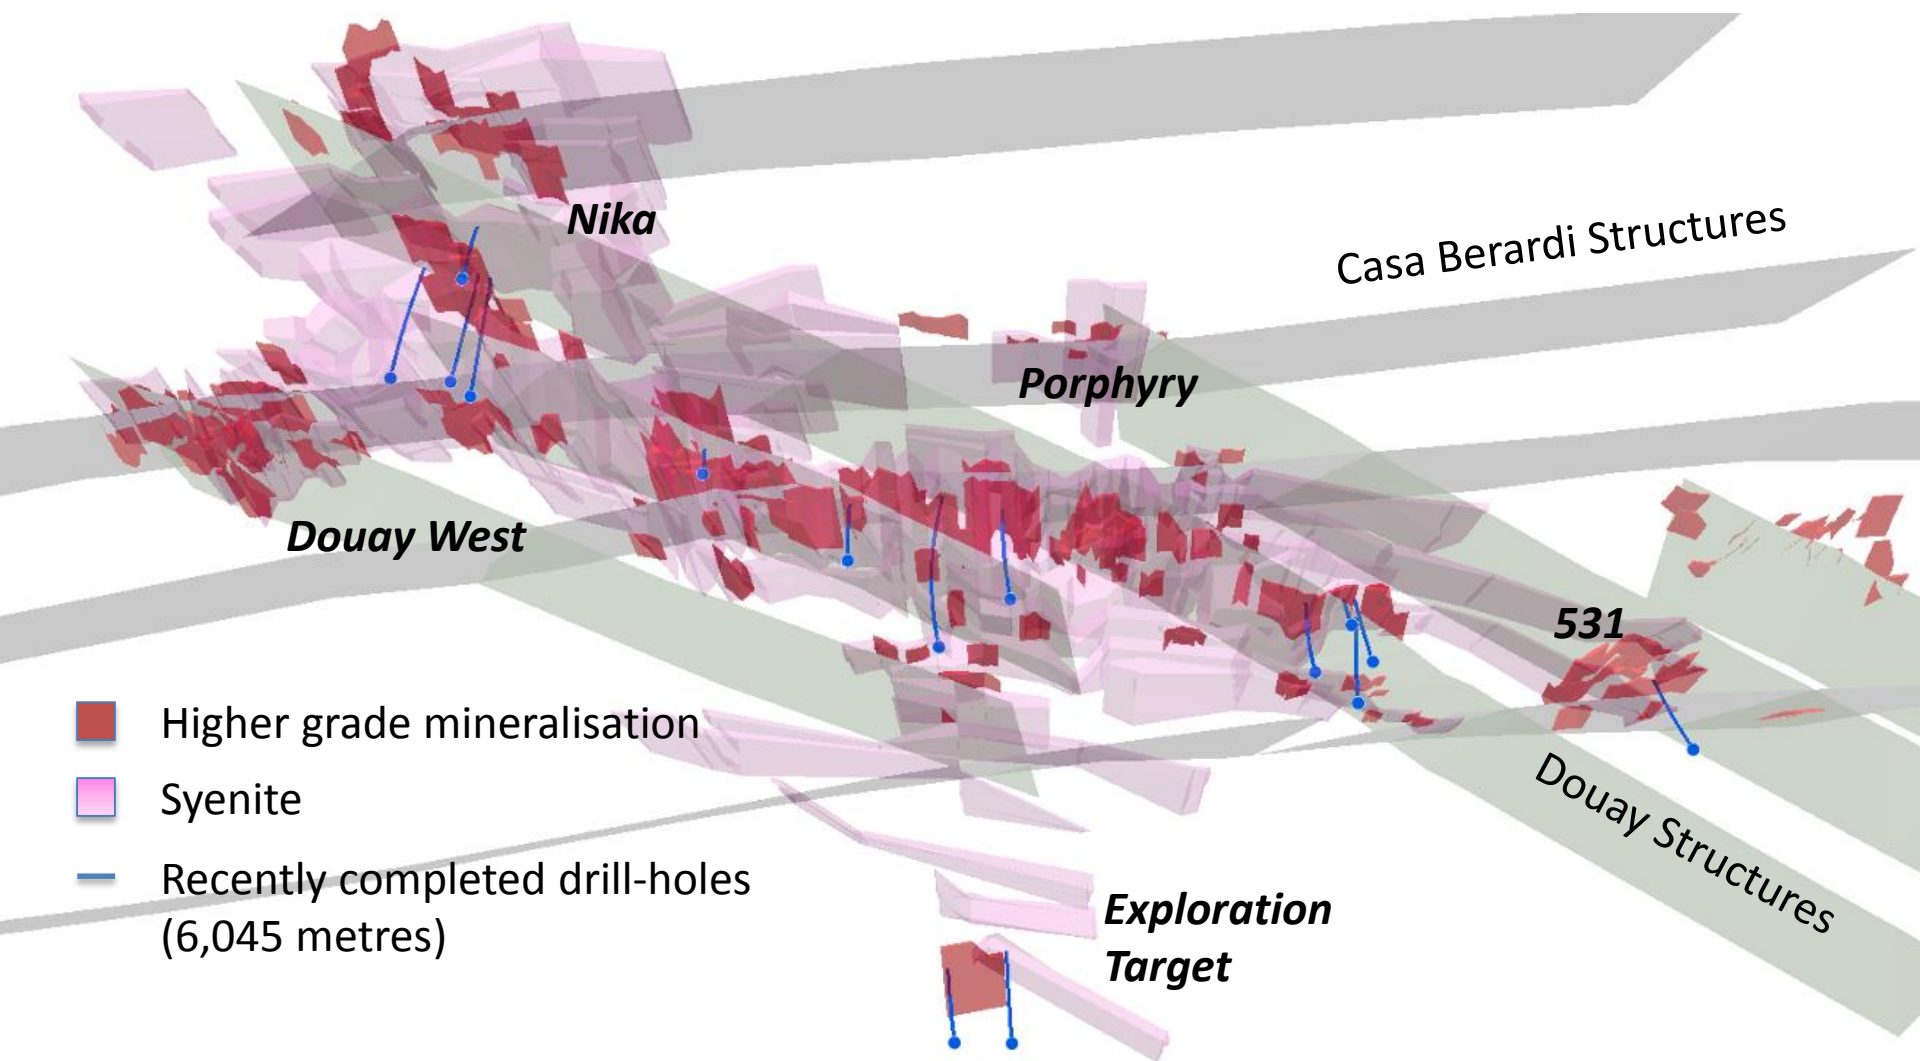 Nika
Casa Berardi Structures
Porphyry
Douay West
531
Higher grade mineralisation
Syenite
Douay Structures
Recently completed drill-holes
(6,045 metres)
Exploration
Target